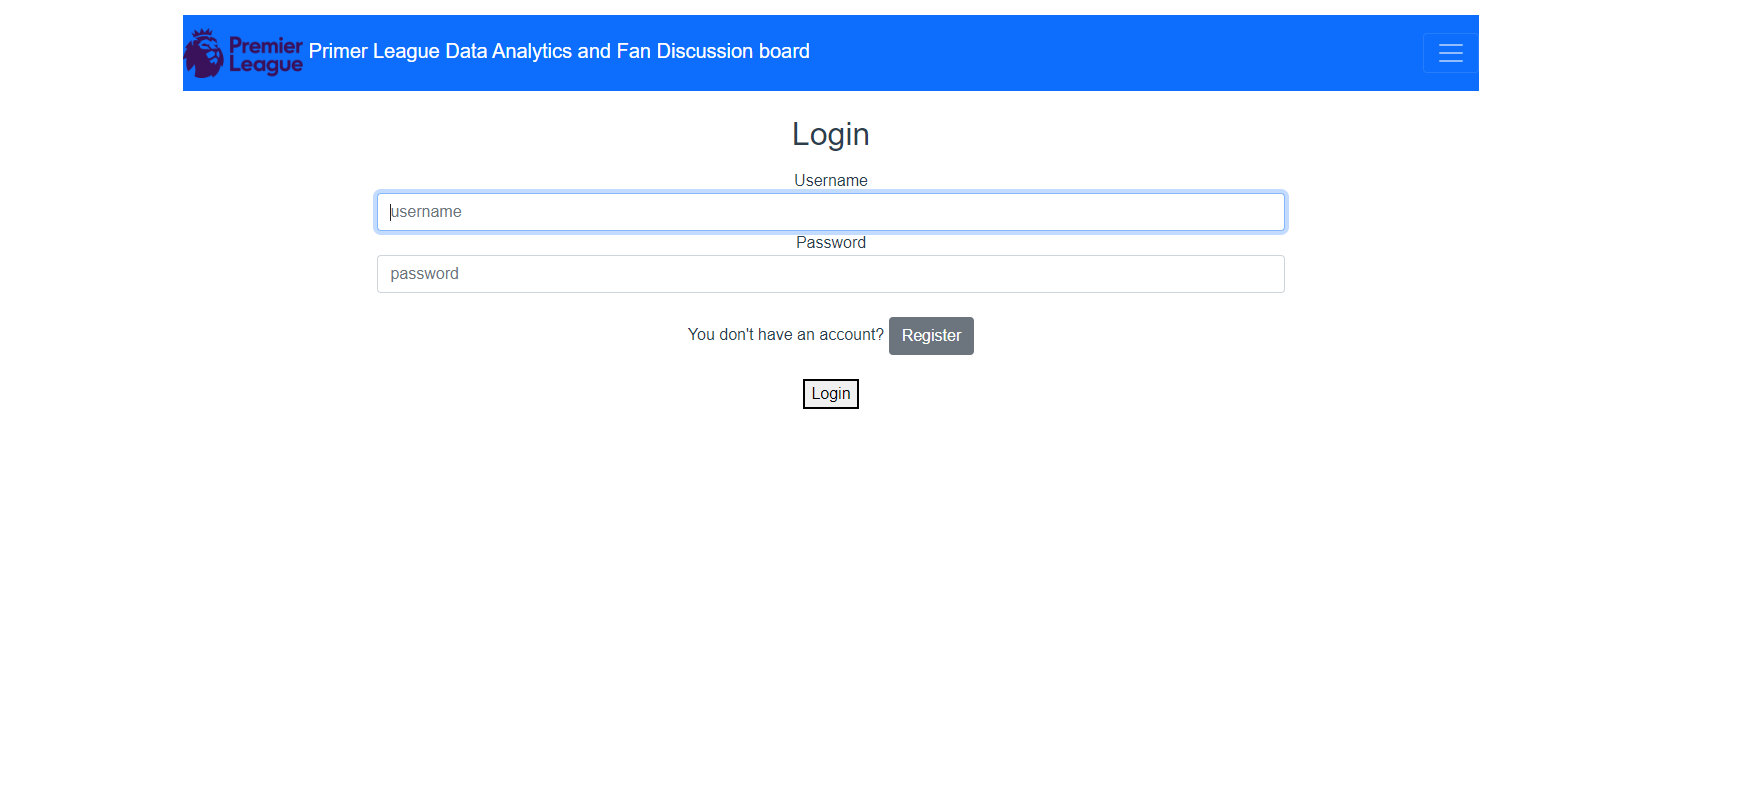 Premier
League
Primer League Data Analytics and Fan Discussion board
Login
Username
username
Password
password
You don't have an account? Register
Login